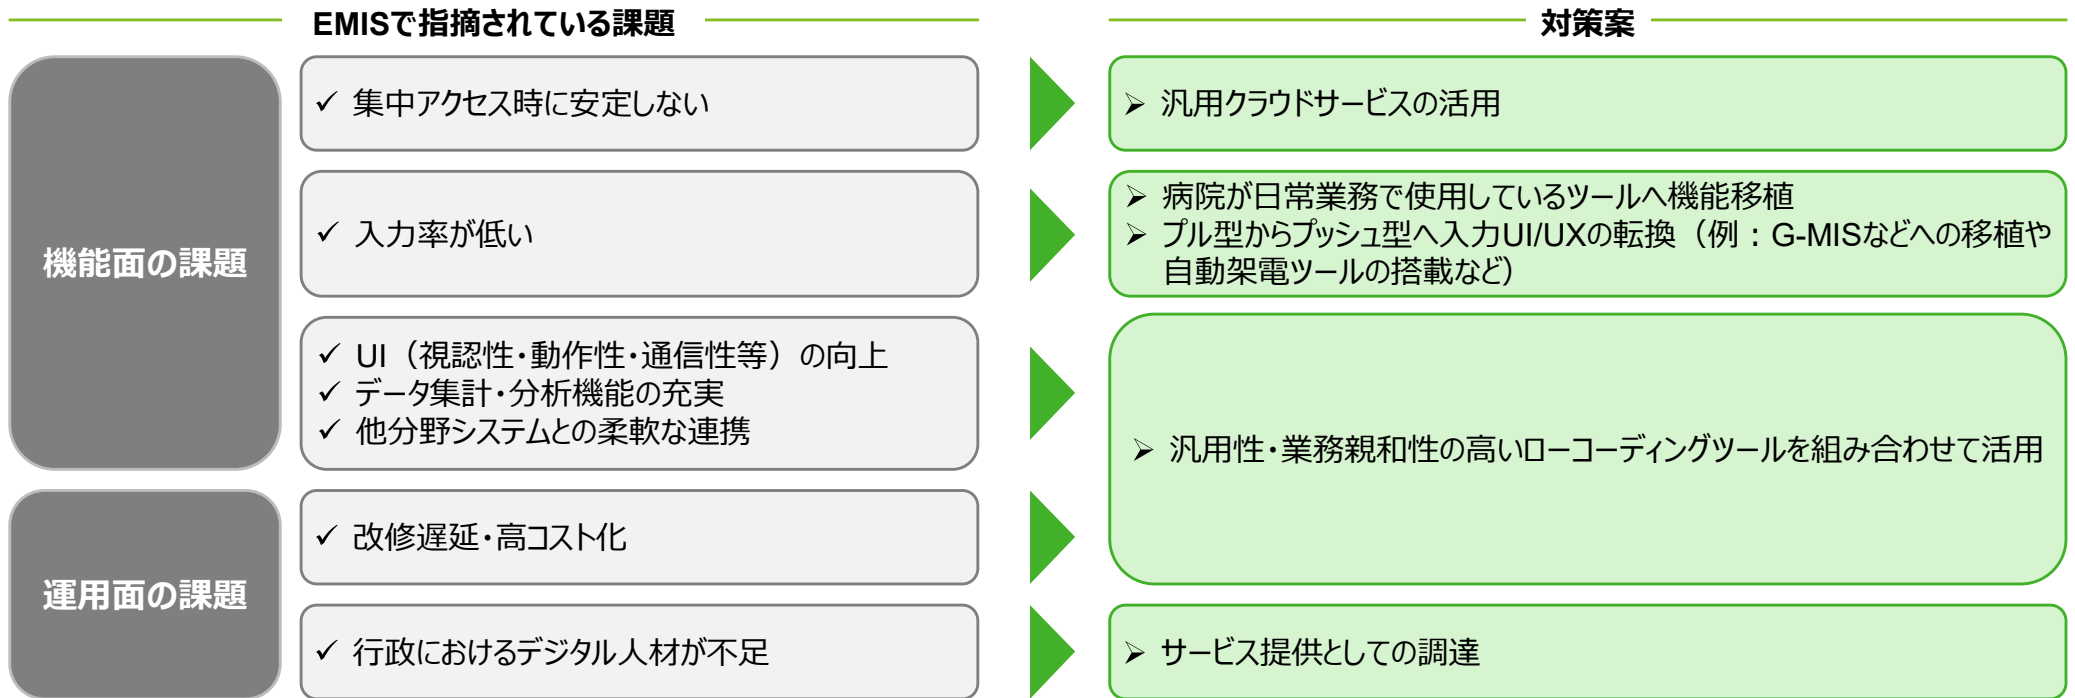 EMISで指摘されている課題
対策案
機能面の課題
✓ 集中アクセス時に安定しない
➢ 汎用クラウドサービスの活用
✓ 入力率が低い
➢ 病院が日常業務で使用しているツールへ機能移植
➢ プル型からプッシュ型へ入力UI/UXの転換（例：G-MISなどへの移植や
自動架電ツールの搭載など）
✓ UI（視認性・動作性・通信性等）の向上
✓ データ集計・分析機能の充実
✓ 他分野システムとの柔軟な連携
➢ 汎用性・業務親和性の高いローコーディングツールを組み合わせて活用
運用面の課題
✓ 改修遅延・高コスト化
✓ 行政におけるデジタル人材が不足
➢ サービス提供としての調達